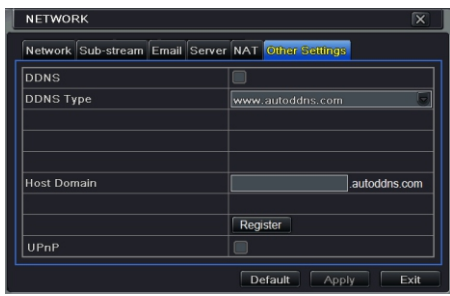 NETWORK
Network Sub-stream Email Server NAT Other Settings
DDNS
DDNS Type www.autoddns.com
Host Domain .autoddns.com
Register
UPnP
Default Apply Exit